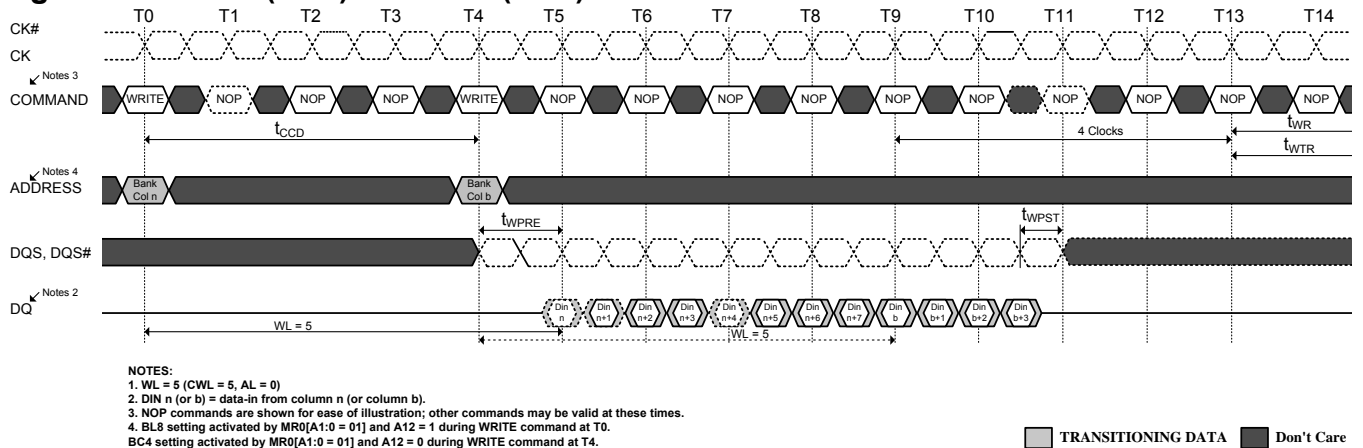 T0 T1 T2 T3 T4 T5 T6 T7 T8 T9 T10 T11 T12 T13 T14
CK#
CK
Notes 3
COMMAND WRITE NOP NOP NOP WRITE NOP NOP NOP NOP NOP NOP NOP NOP NOP NOP
tCCD 4 Clocks tWR
tWTR
Notes 4
ADDRESS Bank Col n Bank Col b
tWPRE tWPST
DQS, DQS#
Notes 2
DQ Din n Din n+1 Din n+2 Din n+3 Din n+4 Din n+5 Din n+6 Din n+7 Din b Din b+1 Din b+2 Din b+3
WL = 5 WL = 5
NOTES:
1. WL = 5 (CWL = 5, AL = 0)
2. DIN n (or b) = data-in from column n (or column b).
3. NOP commands are shown for ease of illustration; other commands may be valid at these times.
4. BL8 setting activated by MR0[A1:0 = 01] and A12 = 1 during WRITE command at T0.
BC4 setting activated by MR0[A1:0 = 01] and A12 = 0 during WRITE command at T4.
TRANSITIONING DATA Don't Care